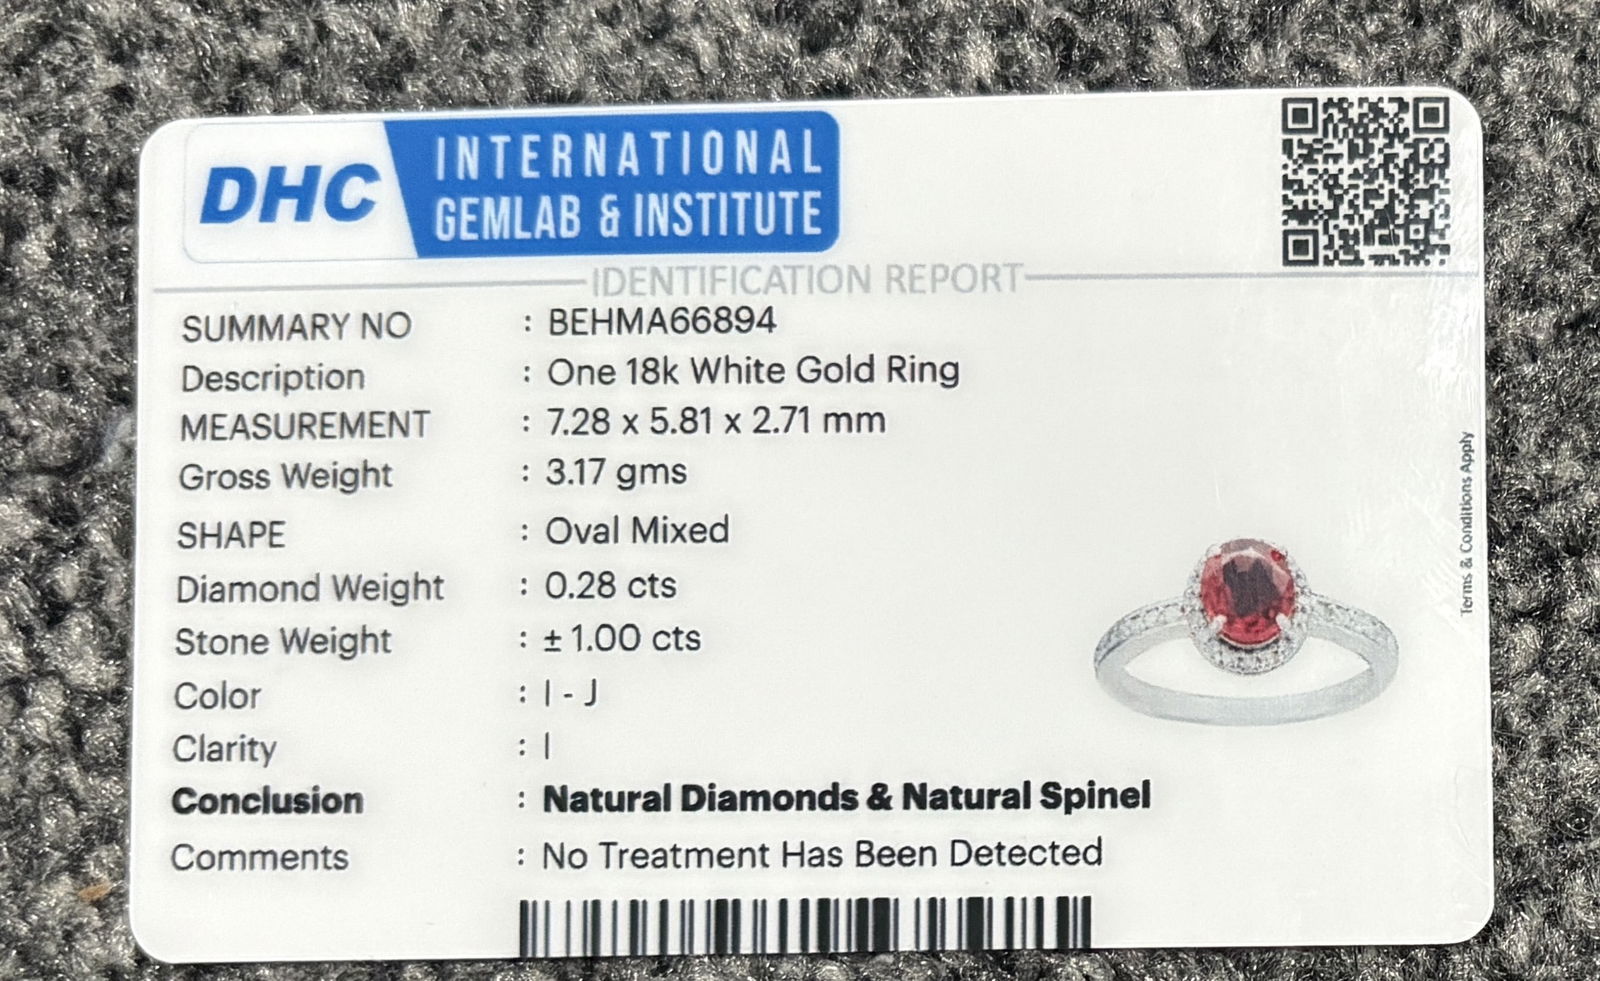 DHC
INTERNATIONAL
GEMLAB & INSTITUTE
IDENTIFICATION REPORT
SUMMARY NO : BEHMA66894
Description : One 18k White Gold Ring
MEASUREMENT : 7.28 x 5.81 x 2.71 mm
Gross Weight : 3.17 gms
SHAPE : Oval Mixed
Diamond Weight : 0.28 cts
Stone Weight : ± 1.00 cts
Color : I - J
Clarity : I
Conclusion : Natural Diamonds & Natural Spinel
Comments : No Treatment Has Been Detected
Terms & Conditions Apply